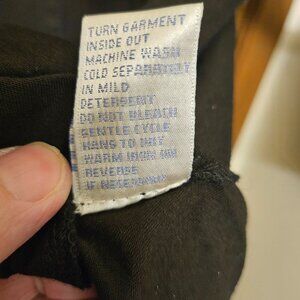 TURN GARMENT
INSIDE OUT
MACHINE WASH
COLD SEPARATELY
IN MILD
DETERGENT
DO NOT BLEACH
GENTLE CYCLE
HANG TO DRY
WARM IRON ON
REVERSE
IF NECESSARY